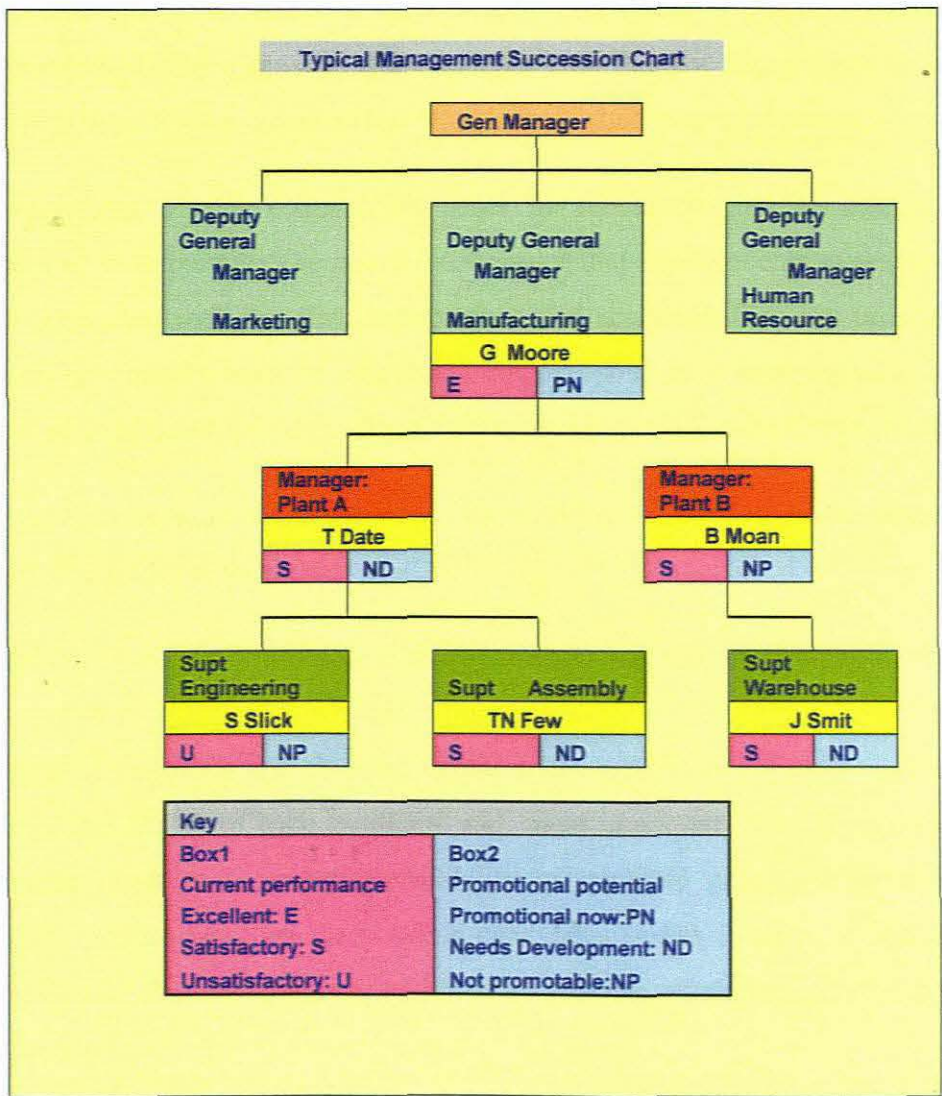 Typical Management Succession Chart
Gen Manager
Deputy
General
Manager
Marketing
Deputy General
Manager
Manufacturing
G Moore
E PN
Deputy
General
Manager
Human
Resource
Manager:
Plant A
T Date
S ND
Manager:
Plant B
B Moan
S NP
Supt
Engineering
S Slick
U NP
Supt Assembly
TN Few
S ND
Supt
Warehouse
J Smit
S ND
Key
Box1
Current performance
Excellent: E
Satisfactory: S
Unsatisfactory: U
Box2
Promotional potential
Promotional now:PN
Needs Development: ND
Not promotable:NP